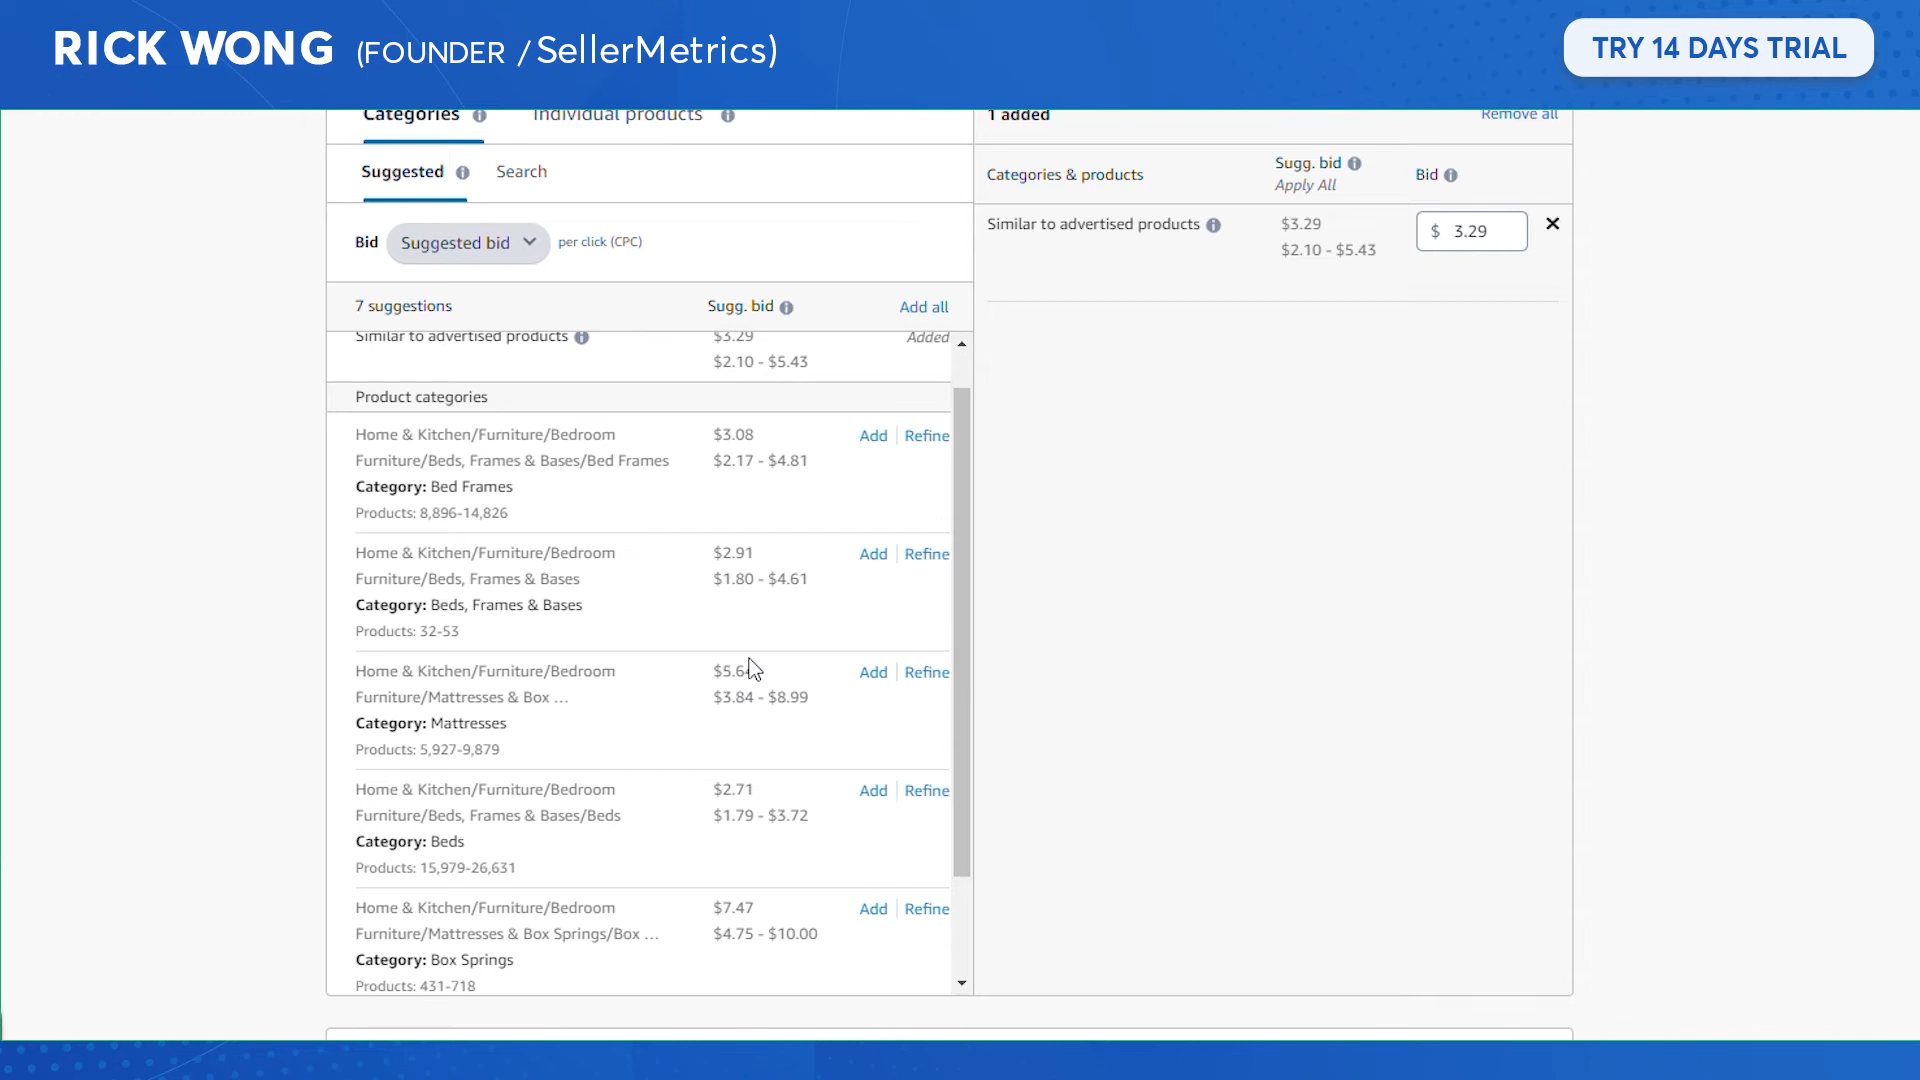 RICK WONG (FOUNDER / SellerMetrics)
TRY 14 DAYS TRIAL
Categories Individual products
1 added Remove all
Suggested Search
Categories & products Sugg. bid Apply All Bid
Bid Suggested bid per click (CPC)
Similar to advertised products $3.29 $ 3.29
$2.10 - $5.43
7 suggestions Sugg. bid Add all
Similar to advertised products $3.29 Added
$2.10 - $5.43
Product categories
Home & Kitchen/Furniture/Bedroom $3.08 Add Refine
Furniture/Beds, Frames & Bases/Bed Frames $2.17 - $4.81
Category: Bed Frames
Products: 8,896-14,826
Home & Kitchen/Furniture/Bedroom $2.91 Add Refine
Furniture/Beds, Frames & Bases $1.80 - $4.61
Category: Beds, Frames & Bases
Products: 32-53
Home & Kitchen/Furniture/Bedroom Add Refine
Furniture/Mattresses & Box ... $3.84 - $8.99
Category: Mattresses
Products: 5,927-9,879
Home & Kitchen/Furniture/Bedroom $2.71 Add Refine
Furniture/Beds, Frames & Bases/Beds $1.79 - $3.72
Category: Beds
Products: 15,979-26,631
Home & Kitchen/Furniture/Bedroom $7.47 Add Refine
Furniture/Mattresses & Box Springs/Box ... $4.75 - $10.00
Category: Box Springs
Products: 431-718